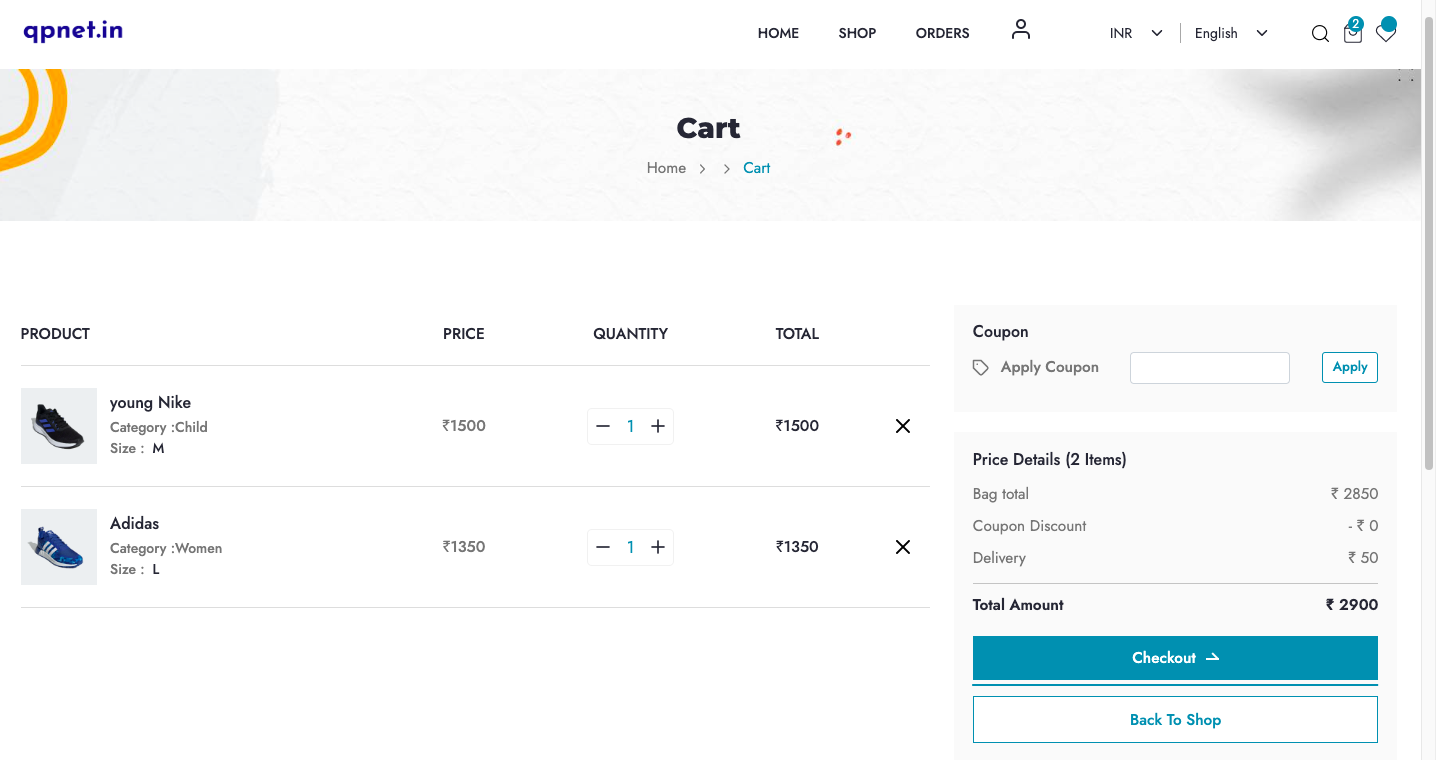 qpnet.in
HOME SHOP ORDERS INR English 2
Cart
Home > > Cart
PRODUCT PRICE QUANTITY TOTAL
young Nike
Category :Child
Size : M
₹1500 — 1 + ₹1500
Adidas
Category :Women
Size : L
₹1350 — 1 + ₹1350
Coupon
Apply Coupon Apply
Price Details (2 Items)
Bag total ₹ 2850
Coupon Discount - ₹ 0
Delivery ₹ 50
Total Amount ₹ 2900
Checkout
Back To Shop